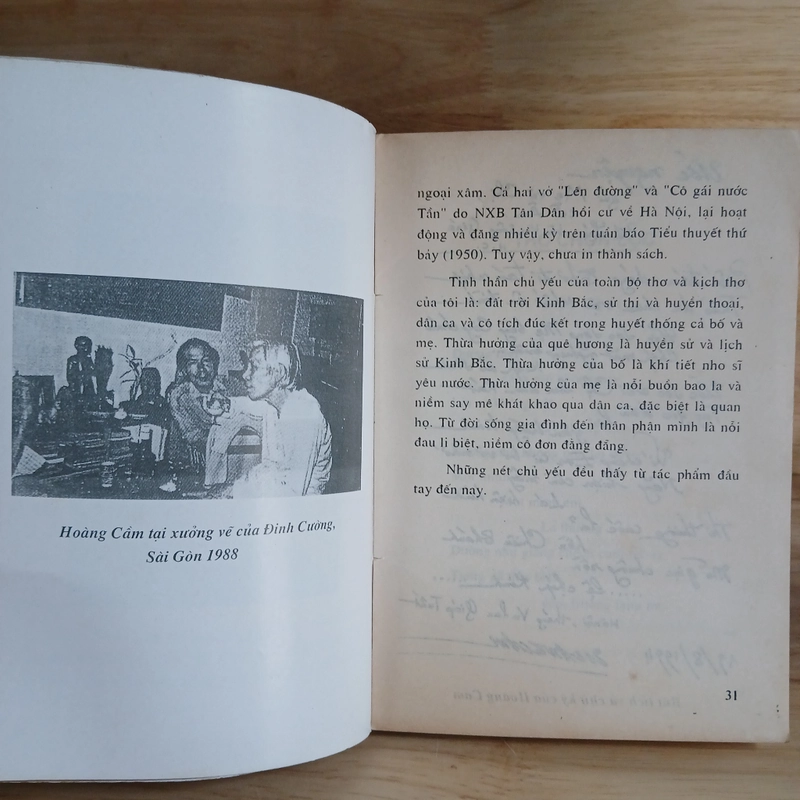 Hoàng Cầm tại xưởng vẽ của Đinh Cường,
Sài Gòn 1988
ngoại xâm. Cả hai vở "Lên đường" và "Cô gái nước
Tần" do NXB Tân Dân hồi cư về Hà Nội, lại hoạt
động và đăng nhiều kỳ trên tuần báo Tiểu thuyết thứ
bảy (1950). Tuy vậy, chưa in thành sách.
Tinh thần chủ yếu của toàn bộ thơ và kịch thơ
của tôi là: đất trời Kinh Bắc, sử thi và huyền thoại,
dân ca và cổ tích đúc kết trong huyết thống cả bố và
mẹ. Thừa hưởng của quê hương là huyền sử và lịch
sử Kinh Bắc. Thừa hưởng của bố là khí tiết nho sĩ
yêu nước. Thừa hưởng của mẹ là nỗi buồn bao la và
niềm say mê khát khao qua dân ca, đặc biệt là quan
họ. Từ đời sống gia đình đến thân phận mình là nỗi
đau li biệt, niềm cô đơn đằng đẵng.
Những nét chủ yếu đều thấy từ tác phẩm đầu
tay đến nay.
31